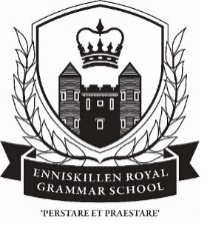 ENNISKILLEN ROYAL
GRAMMAR SCHOOL
'PERSTARE ET PRAESTARE'